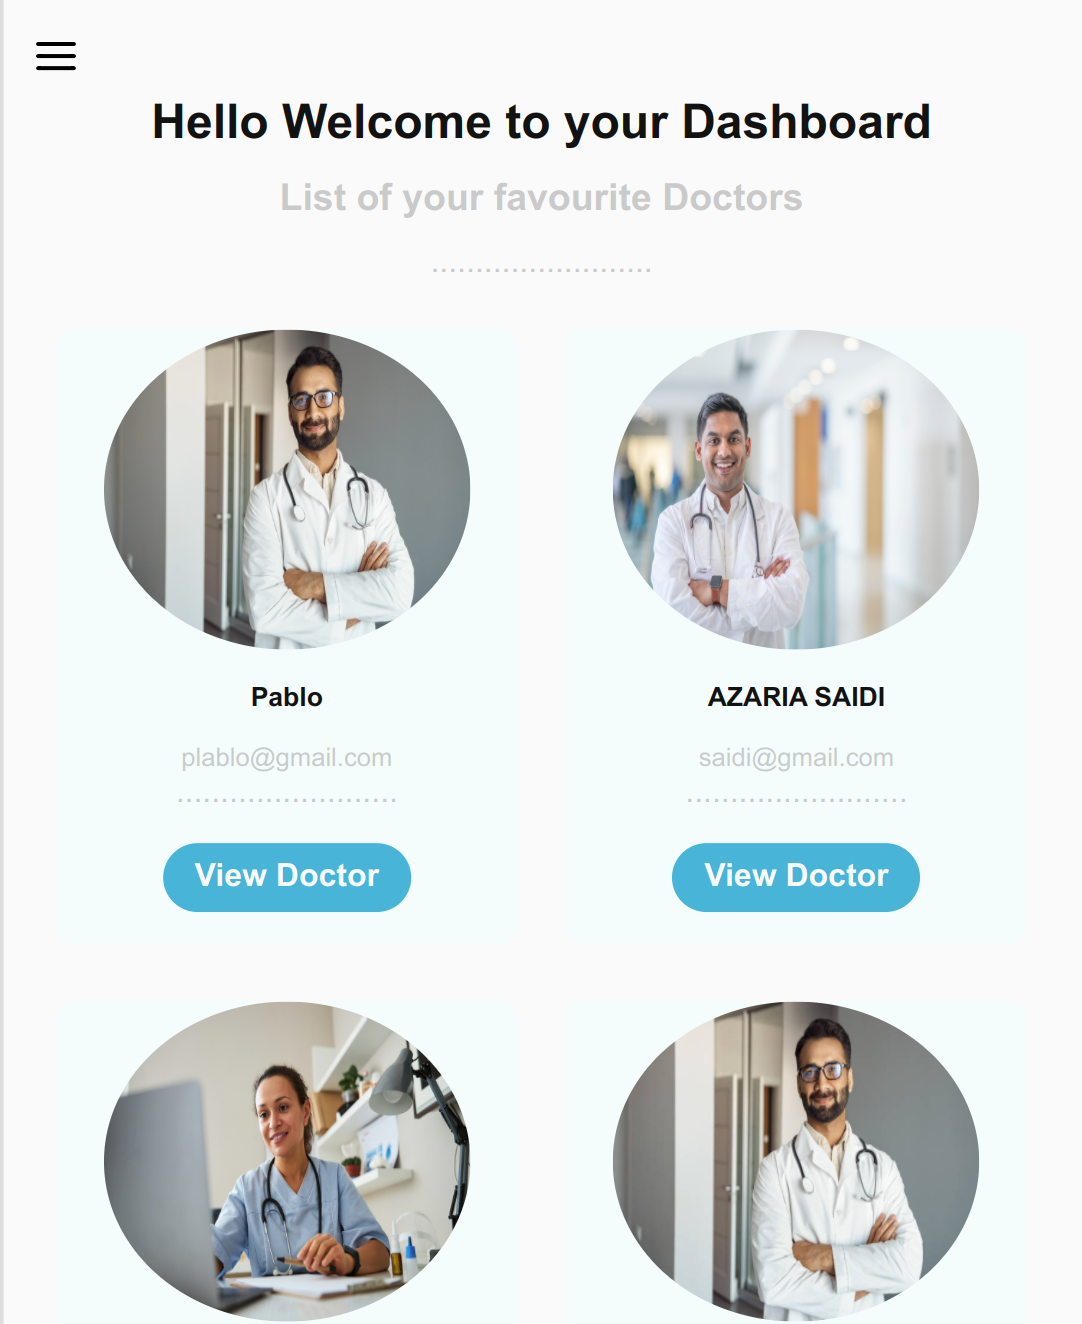 Hello Welcome to your Dashboard
List of your favourite Doctors
.........................
Pablo
plablo@gmail.com
.........................
View Doctor
AZARIA SAIDI
saidi@gmail.com
.........................
View Doctor